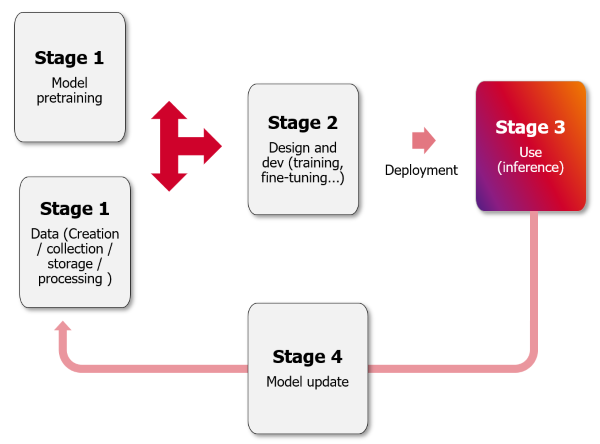 Stage 1
Model
pretraining
Stage 1
Data (Creation
/ collection /
storage /
processing )
Stage 2
Design and
dev (training,
fine-tuning...)
Deployment
Stage 3
Use
(inference)
Stage 4
Model update